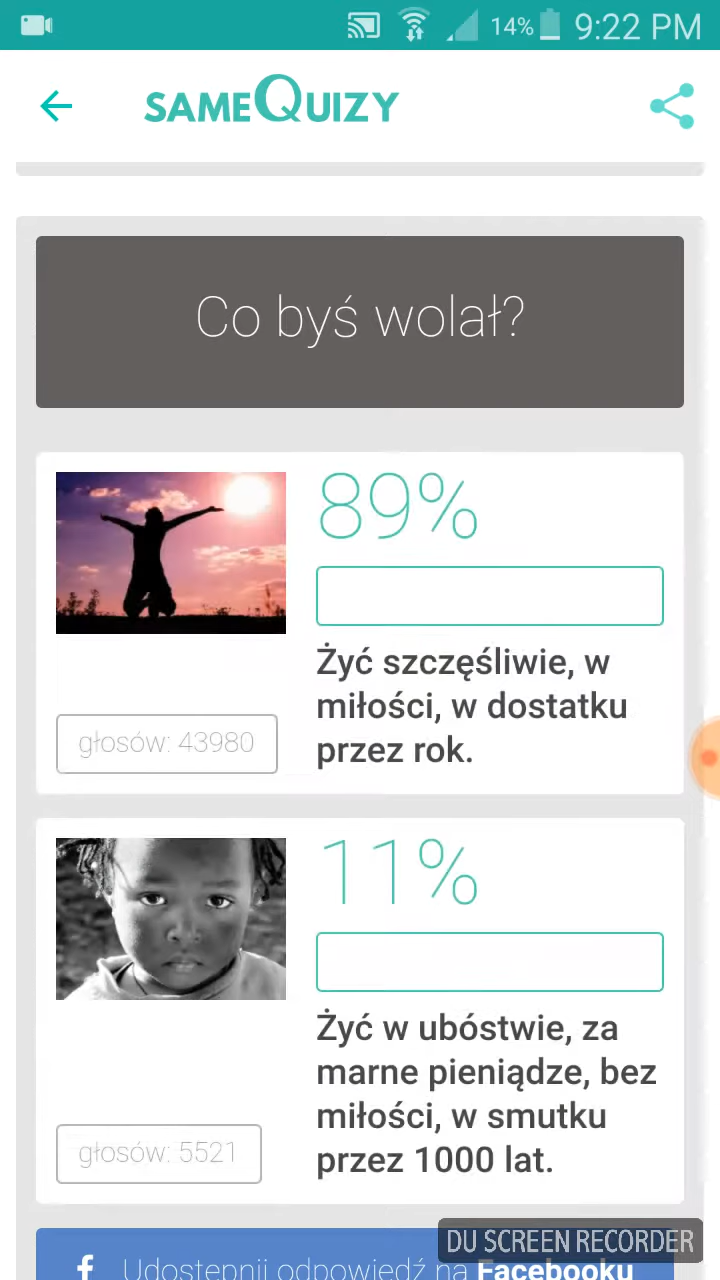 14% 9:22 PM
SAMEQUIZY
Co byś wolał?
89%
Żyć szczęśliwie, w
miłości, w dostatku
przez rok.
głosów: 43980
11%
Żyć w ubóstwie, za
marne pieniądze, bez
miłości, w smutku
przez 1000 lat.
głosów: 5521
DU SCREEN RECORDER
f Udostępnij odpowiedź na Facebooku